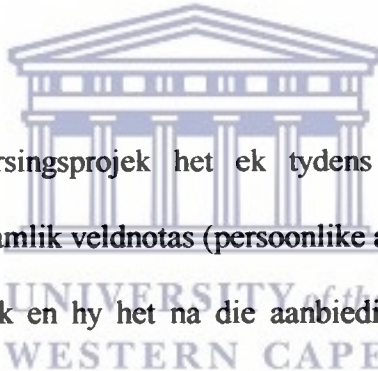 rsingsprojek het ek tydens
amlik veldnotas (persoonlike a
UNIVERSITY of the
k en hy het na die aanbiedi
WESTERN CAPE